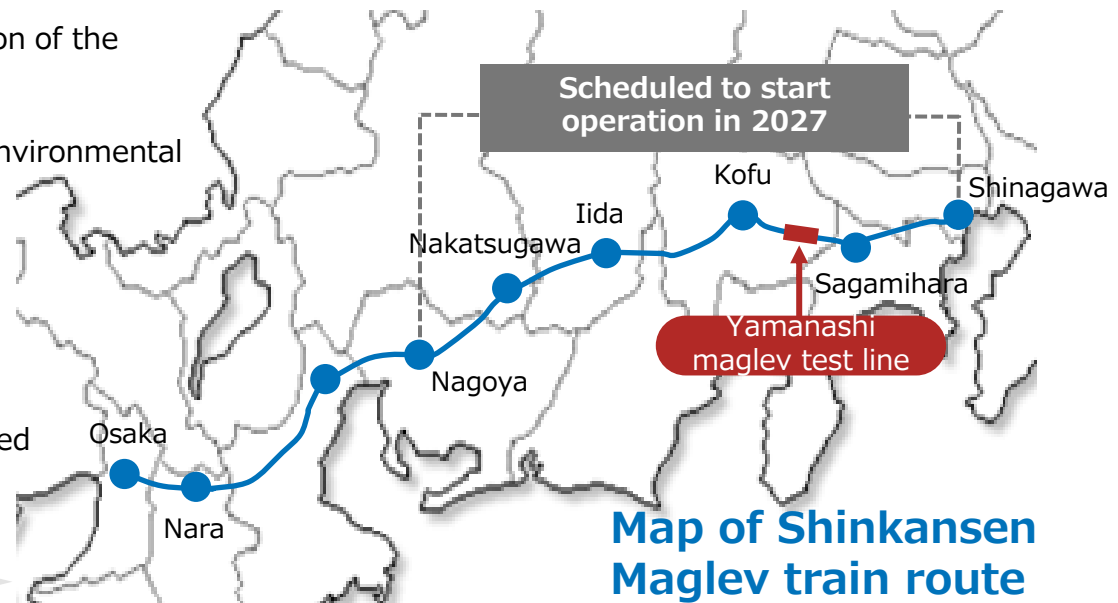 on of the
nvironmental
ed
Scheduled to start
operation in 2027
Kofu
Shinagawa
Iida
Nakatsugawa
Sagamihara
Yamanashi
maglev test line
Nagoya
Osaka
Nara
Map of Shinkansen
Maglev train route